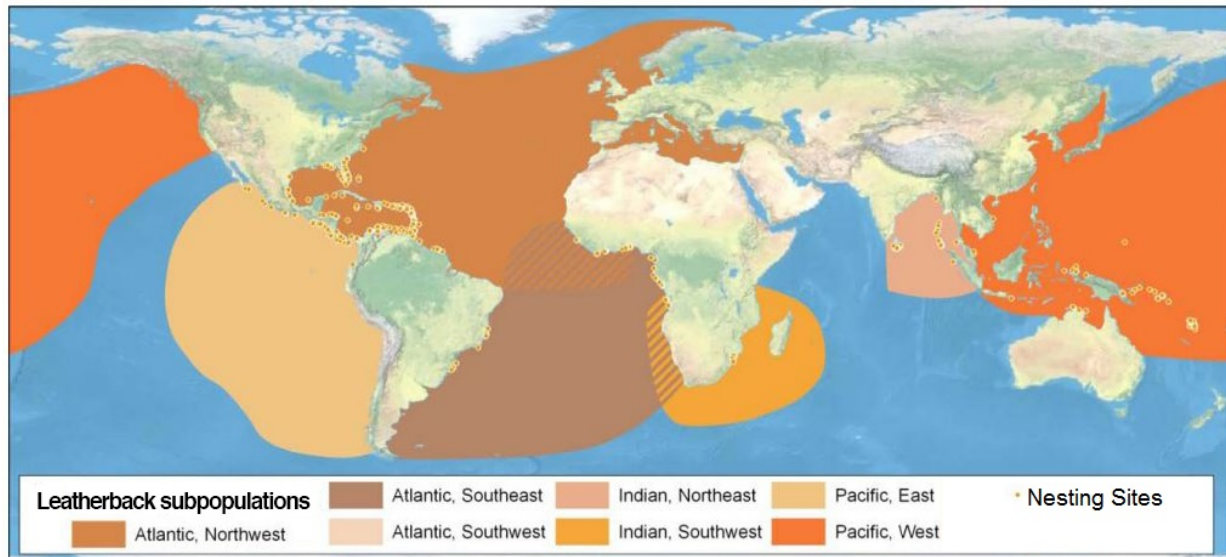 Leatherback subpopulations
Atlantic, Northwest
Atlantic, Southeast
Atlantic, Southwest
Indian, Northeast
Indian, Southwest
Pacific, East
Pacific, West
Nesting Sites